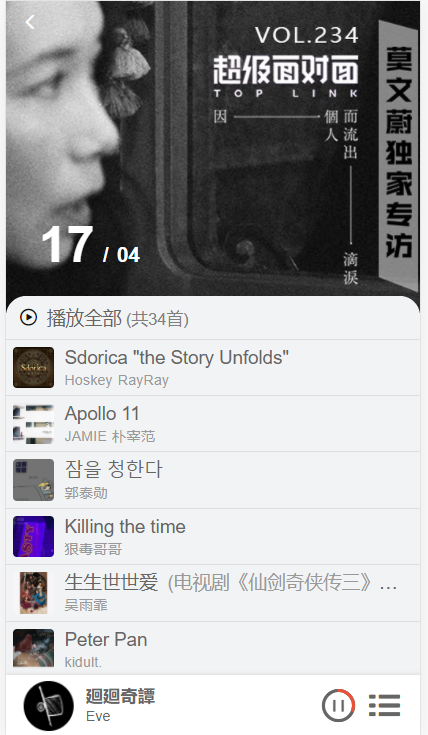 VOL.234
超级面对面
TOP LINK
因
個人
而流出
滴淚
莫文蔚独家专访
17 / 04
播放全部 (共34首)
Sdorica
Sdorica "the Story Unfolds"
Hoskey RayRay
Apollo 11
JAMIE 朴宰范
잠을 청한다
郭泰勋
Killing the time
狠毒哥哥
生生世世爱 (电视剧《仙剑奇侠传三》…
吴雨霏
Peter Pan
kidult.
廻廻奇譚
Eve